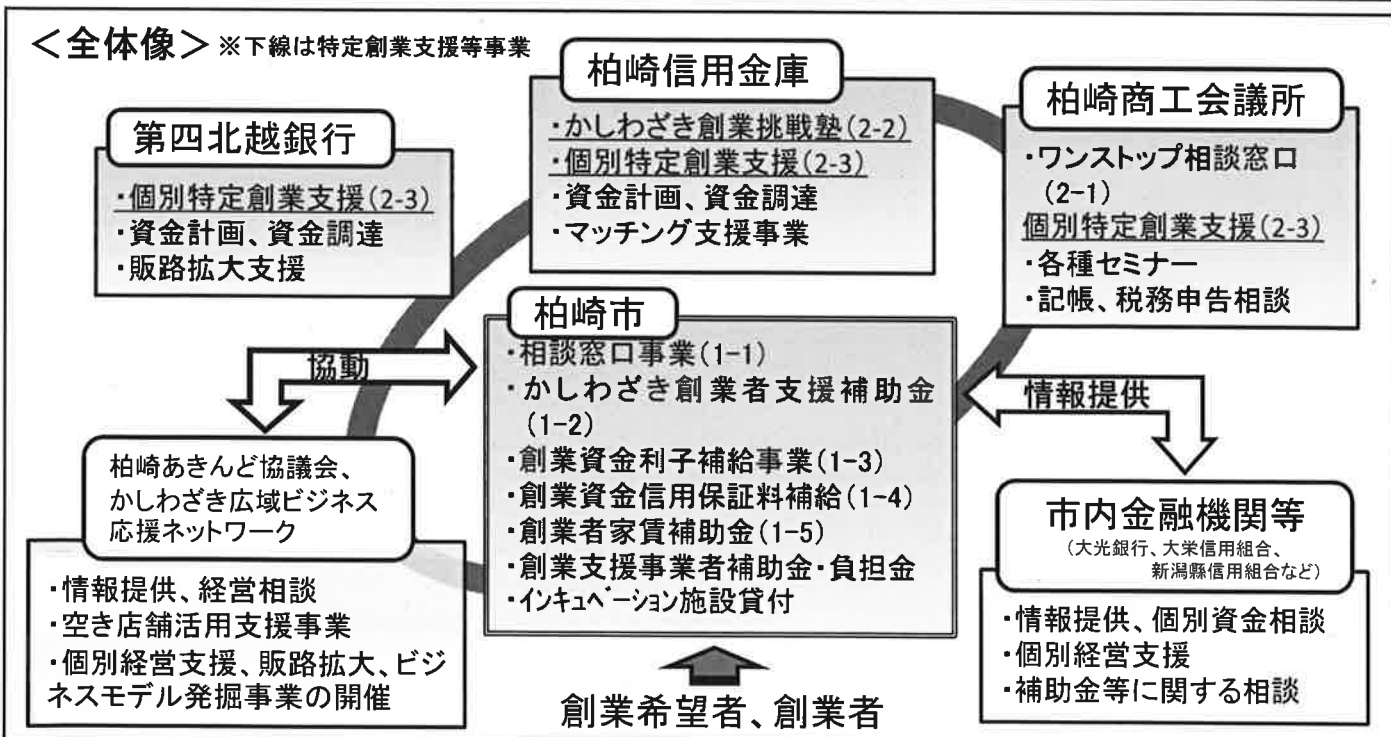 ＜全体像＞ ※下線は特定創業支援等事業
第四北越銀行
・個別特定創業支援(2-3)
・資金計画、資金調達
・販路拡大支援
柏崎信用金庫
・かしわざき創業挑戦塾(2-2)
・個別特定創業支援(2-3)
・資金計画、資金調達
・マッチング支援事業
柏崎商工会議所
・ワンストップ相談窓口
(2-1)
個別特定創業支援(2-3)
・各種セミナー
・記帳、税務申告相談
協働
柏崎市
・相談窓口事業(1-1)
・かしわざき創業者支援補助金
(1-2)
・創業資金利子補給事業(1-3)
・創業資金信用保証料補給(1-4)
・創業者家賃補助金(1-5)
・創業支援事業者補助金・負担金
・インキュベーション施設貸付
情報提供
柏崎あきんど協議会、
かしわざき広域ビジネス
応援ネットワーク
・情報提供、経営相談
・空き店舗活用支援事業
・個別経営支援、販路拡大、ビジ
ネスモデル発掘事業の開催
市内金融機関等
（大光銀行、大栄信用組合、
新潟縣信用組合など）
・情報提供、個別資金相談
・個別経営支援
・補助金等に関する相談
創業希望者、創業者